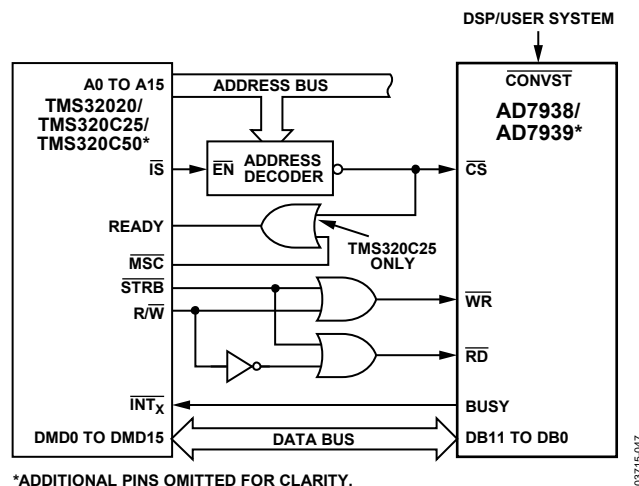 DSP/USER SYSTEM
A0 TO A15
ADDRESS BUS
CONVST
TMS32020/
TMS320C25/
TMS320C50*
AD7938/
AD7939*
IS
EN
ADDRESS
DECODER
CS
READY
TMS320C25
ONLY
MSC
STRB
R/W
WR
RD
INTX
BUSY
DMD0 TO DMD15
DATA BUS
DB11 TO DB0
*ADDITIONAL PINS OMITTED FOR CLARITY.
03715-047